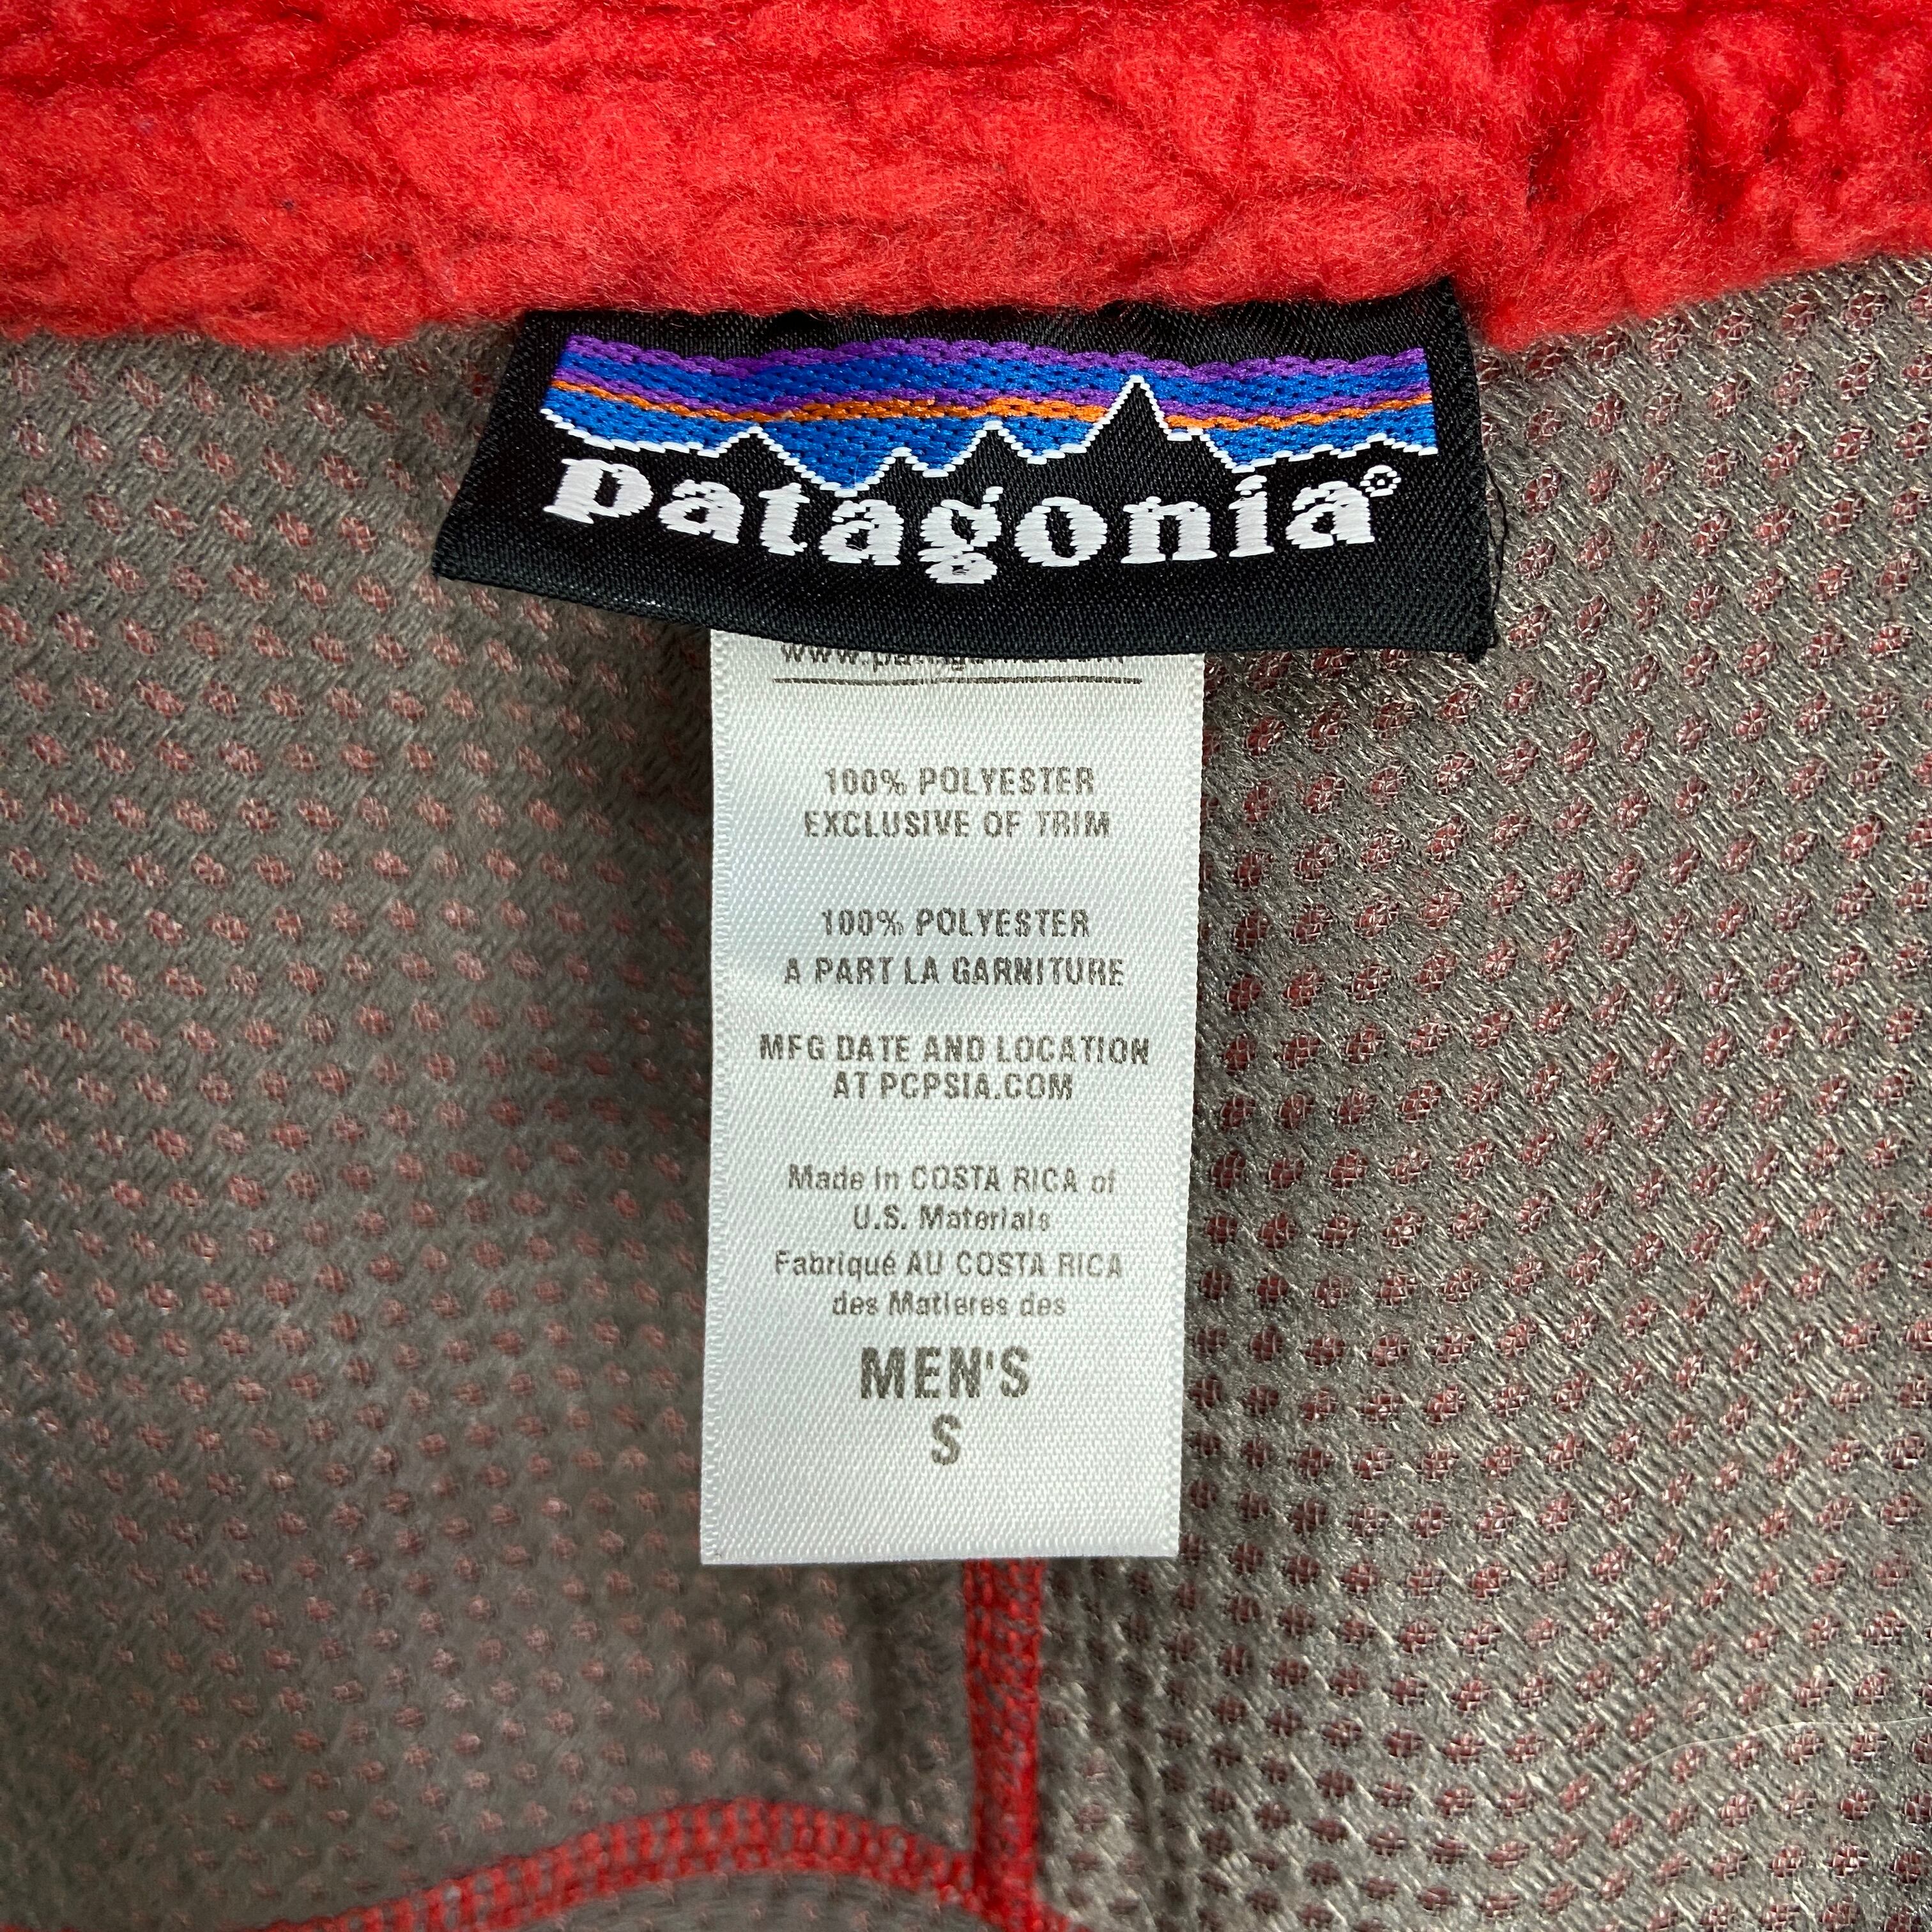 patagonia®
100% POLYESTER
EXCLUSIVE OF TRIM
100% POLYESTER
A PART LA GARNITURE
MFG DATE AND LOCATION
AT PCPSIA.COM
Made in COSTA RICA of
U.S. Materials
Fabriqué AU COSTA RICA
des Matieres des
MEN'S
S